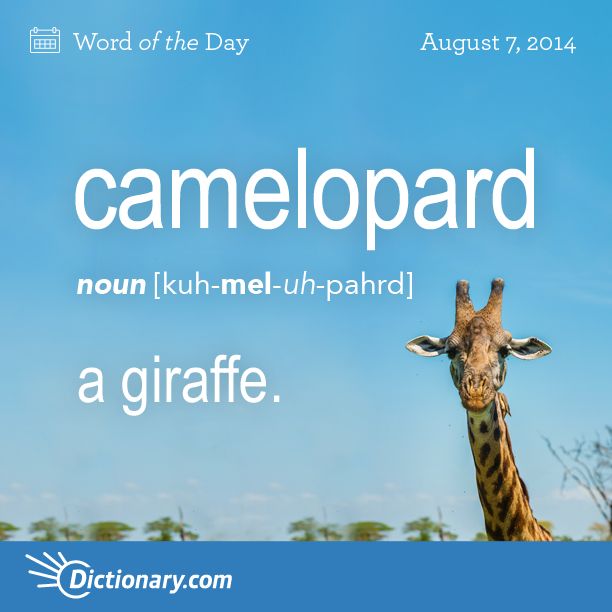 Word of the Day
August 7, 2014
camelopard
noun [kuh-mel-uh-pahrd]
a giraffe.
Dictionary.com